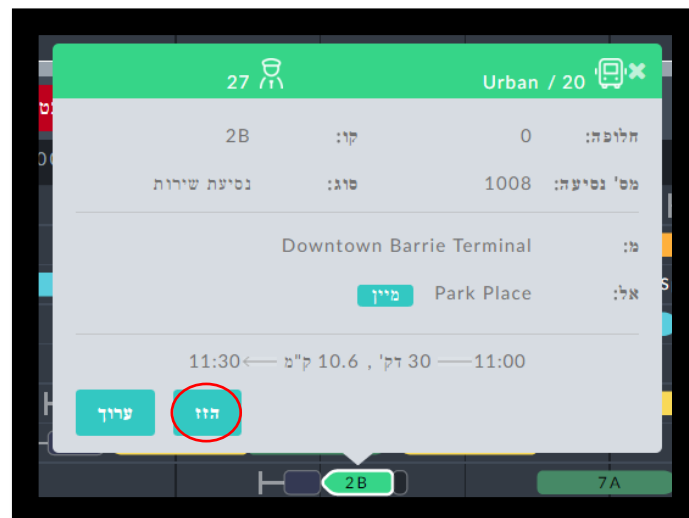 Urban / 20 27
חלופה: 0 קו: 2B
מס' נסיעה: 1008 סוג: נסיעת שירות
מ: Downtown Barrie Terminal
אל: Park Place מיין
11:00 — 30 דק' , 10.6 ק"מ → 11:30
הזז ערוך
2B 7A